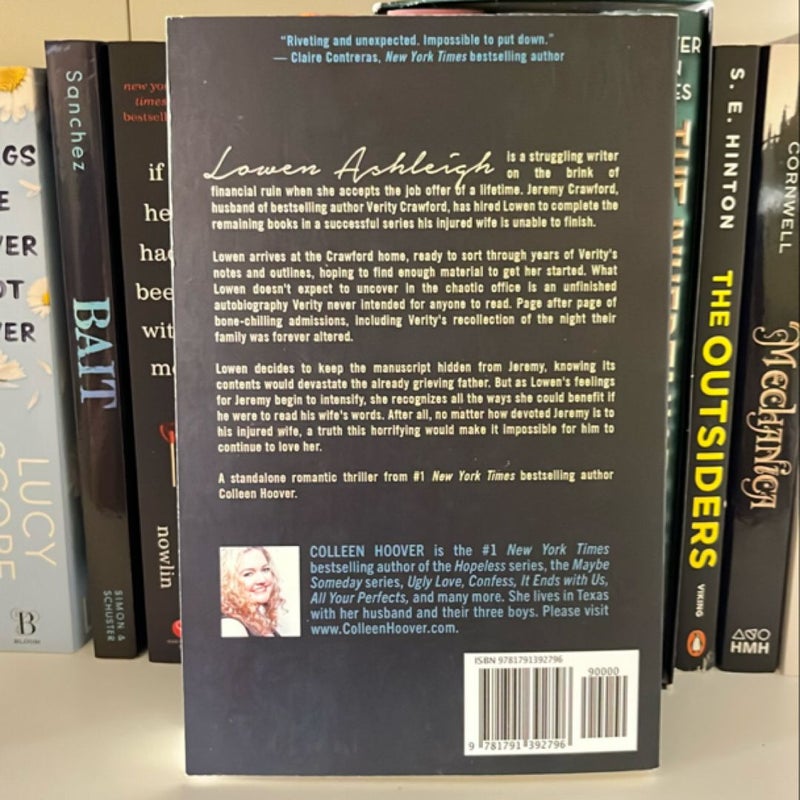 "Riveting and unexpected. Impossible to put down."
— Claire Contreras, New York Times bestselling author
Lowen Ashleigh is a struggling writer
on the brink of
financial ruin when she accepts the job offer of a lifetime. Jeremy Crawford,
husband of bestselling author Verity Crawford, has hired Lowen to complete the
remaining books in a successful series his injured wife is unable to finish.
Lowen arrives at the Crawford home, ready to sort through years of Verity's
notes and outlines, hoping to find enough material to get her started. What
Lowen doesn't expect to uncover in the chaotic office is an unfinished
autobiography Verity never intended for anyone to read. Page after page of
bone-chilling admissions, including Verity's recollection of the night their
family was forever altered.
Lowen decides to keep the manuscript hidden from Jeremy, knowing its
contents would devastate the already grieving father. But as Lowen's feelings
for Jeremy begin to intensify, she recognizes all the ways she could benefit if
he were to read his wife's words. After all, no matter how devoted Jeremy is to
his injured wife, a truth this horrifying would make it impossible for him to
continue to love her.
A standalone romantic thriller from #1 New York Times bestselling author
Colleen Hoover.
COLLEEN HOOVER is the #1 New York Times
bestselling author of the Hopeless series, the Maybe
Someday series, Ugly Love, Confess, It Ends with Us,
All Your Perfects, and many more. She lives in Texas
with her husband and their three boys. Please visit
www.ColleenHoover.com.
ISBN 9781791392796
90000
9 781791 392796
GS
E
VER
OT
VER
LUCY
SCORE
B
BLOOM
Sanchez
BAIT
SIMON &
SCHUSTER
new yo
times
bestsell
if
he
had
bee
wit
me
nowlin
S. E. HINTON
THE OUTSIDERS
VIKING
CORNWELL
Mechanica
HMH